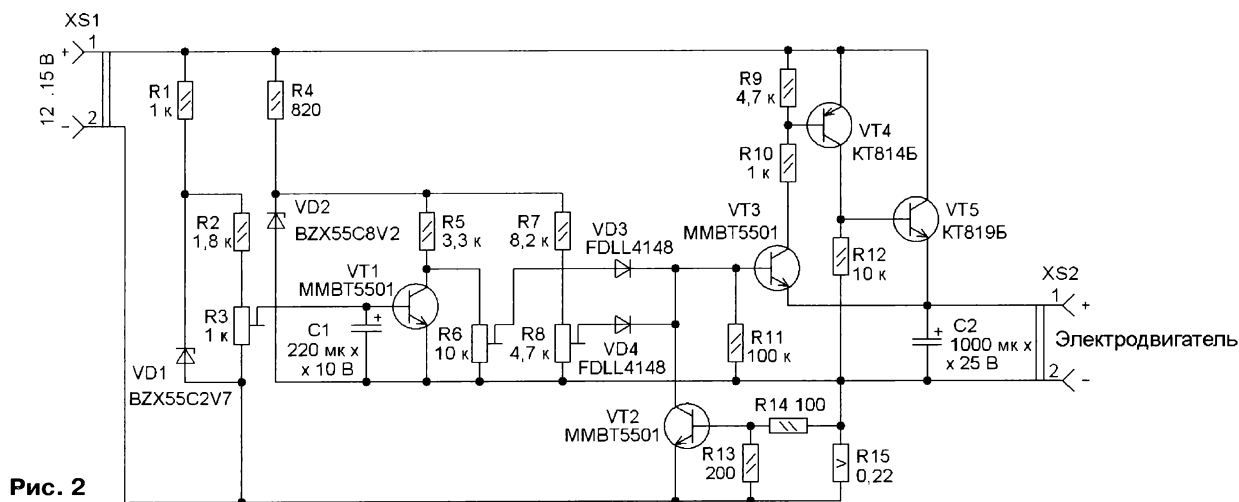 XS1
+ 1
12 .15 В
− 2
R1
1 к
R4
820
R2
1,8 к
VD2
BZX55C8V2
R5
3,3 к
R7
8,2 к
VD3
FDLL4148
R9
4,7 к
R10
1 к
VT4
КТ814Б
VT3
MMBT5501
VT5
КТ819Б
R12
10 к
VT1
MMBT5501
R3
1 к
C1 +
220 мк х
х 10 В
R6
10 к
R8
4,7 к
VD4
FDLL4148
R11
100 к
XS2
1 +
+ C2
1000 мк х
х 25 В
Электродвигатель
2 −
VD1
BZX55C2V7
VT2
MMBT5501
R14 100
R13
200
R15
0,22
Рис. 2